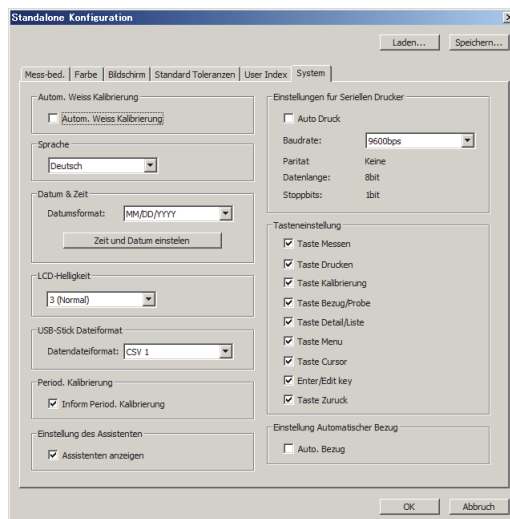 Standalone Konfiguration
Laden...
Speichern...
Mess-bed.
Farbe
Bildschirm
Standard Toleranzen
User Index
System
Autom. Weiss Kalibrierung
Autom. Weiss Kalibrierung
Sprache
Deutsch
Datum & Zeit
Datumsformat: MM/DD/YYYY
Zeit und Datum einstelen
LCD-Helligkeit
3 (Normal)
USB-Stick Dateiformat
Datendateiformat: CSV 1
Period. Kalibrierung
Inform Period. Kalibrierung
Einstellung des Assistenten
Assistenten anzeigen
Einstellungen fur Seriellen Drucker
Auto Druck
Baudrate: 9600bps
Paritat Keine
Datenlange: 8bit
Stoppbits: 1bit
Tasteneinstellung
Taste Messen
Taste Drucken
Taste Kalibrierung
Taste Bezug/Probe
Taste Detail/Liste
Taste Menu
Taste Cursor
Enter/Edit key
Taste Zuruck
Einstellung Automatischer Bezug
Auto. Bezug
OK
Abbruch